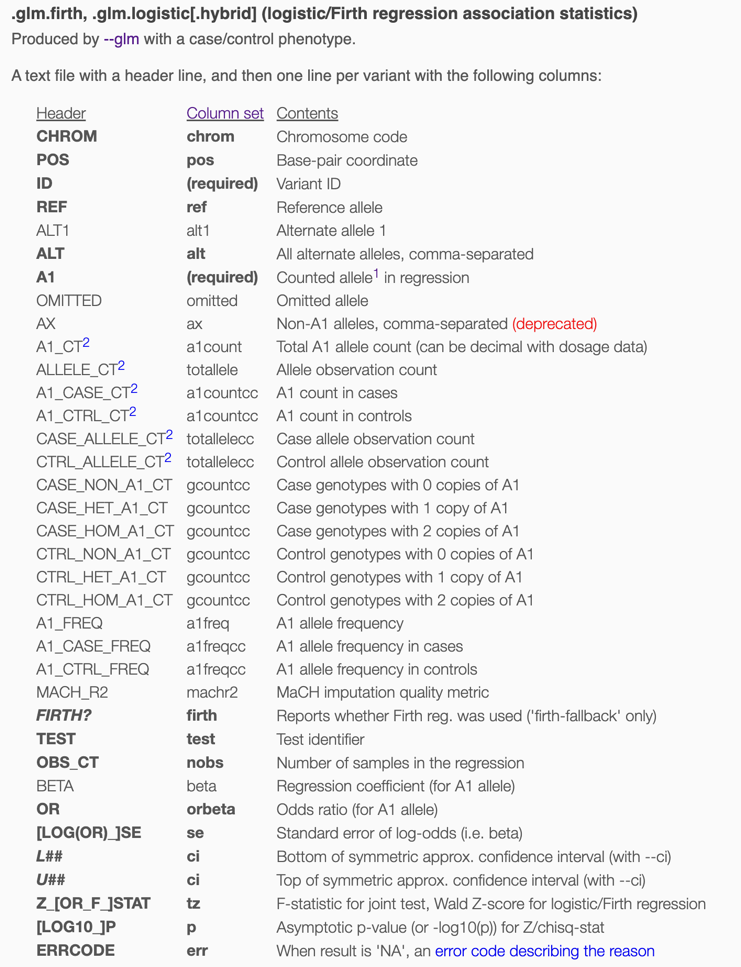 .glm.firth, .glm.logistic[.hybrid] (logistic/Firth regression association statistics)
Produced by --glm with a case/control phenotype.
A text file with a header line, and then one line per variant with the following columns:
Header Column set Contents
CHROM chrom Chromosome code
POS pos Base-pair coordinate
ID (required) Variant ID
REF ref Reference allele
ALT1 alt1 Alternate allele 1
ALT alt All alternate alleles, comma-separated
A1 (required) Counted allele1 in regression
OMITTED omitted Omitted allele
AX ax Non-A1 alleles, comma-separated (deprecated)
A1_CT2 a1count Total A1 allele count (can be decimal with dosage data)
ALLELE_CT2 totallele Allele observation count
A1_CASE_CT2 a1countcc A1 count in cases
A1_CTRL_CT2 a1countcc A1 count in controls
CASE_ALLELE_CT2 totallelecc Case allele observation count
CTRL_ALLELE_CT2 totallelecc Control allele observation count
CASE_NON_A1_CT gcountcc Case genotypes with 0 copies of A1
CASE_HET_A1_CT gcountcc Case genotypes with 1 copy of A1
CASE_HOM_A1_CT gcountcc Case genotypes with 2 copies of A1
CTRL_NON_A1_CT gcountcc Control genotypes with 0 copies of A1
CTRL_HET_A1_CT gcountcc Control genotypes with 1 copy of A1
CTRL_HOM_A1_CT gcountcc Control genotypes with 2 copies of A1
A1_FREQ a1freq A1 allele frequency
A1_CASE_FREQ a1freqcc A1 allele frequency in cases
A1_CTRL_FREQ a1freqcc A1 allele frequency in controls
MACH_R2 machr2 MaCH imputation quality metric
FIRTH? firth Reports whether Firth reg. was used ('firth-fallback' only)
TEST test Test identifier
OBS_CT nobs Number of samples in the regression
BETA beta Regression coefficient (for A1 allele)
OR orbeta Odds ratio (for A1 allele)
[LOG(OR)_]SE se Standard error of log-odds (i.e. beta)
L## ci Bottom of symmetric approx. confidence interval (with --ci)
U## ci Top of symmetric approx. confidence interval (with --ci)
Z_[OR_F_]STAT tz F-statistic for joint test, Wald Z-score for logistic/Firth regression
[LOG10_]P p Asymptotic p-value (or -log10(p)) for Z/chisq-stat
ERRCODE err When result is 'NA', an error code describing the reason